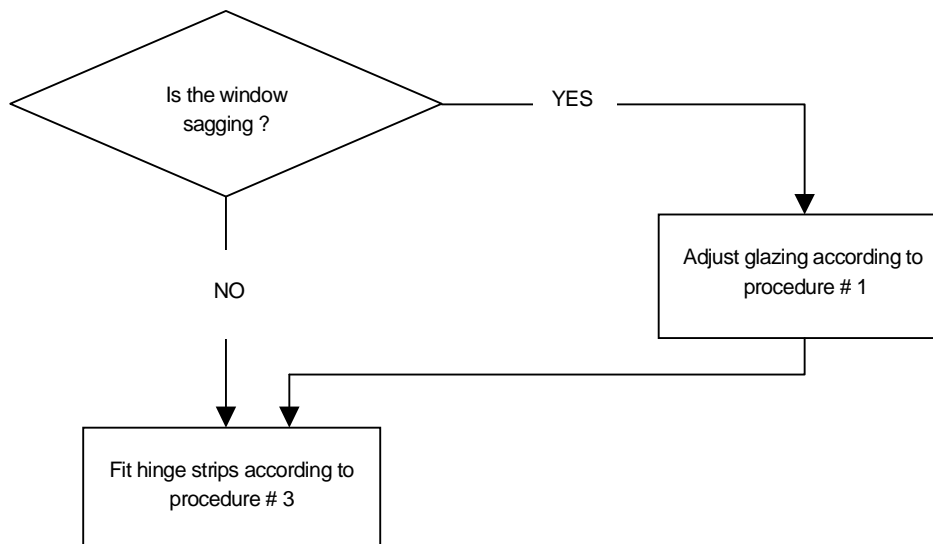 Is the window
sagging ?
YES
Adjust glazing according to
procedure # 1
NO
Fit hinge strips according to
procedure # 3